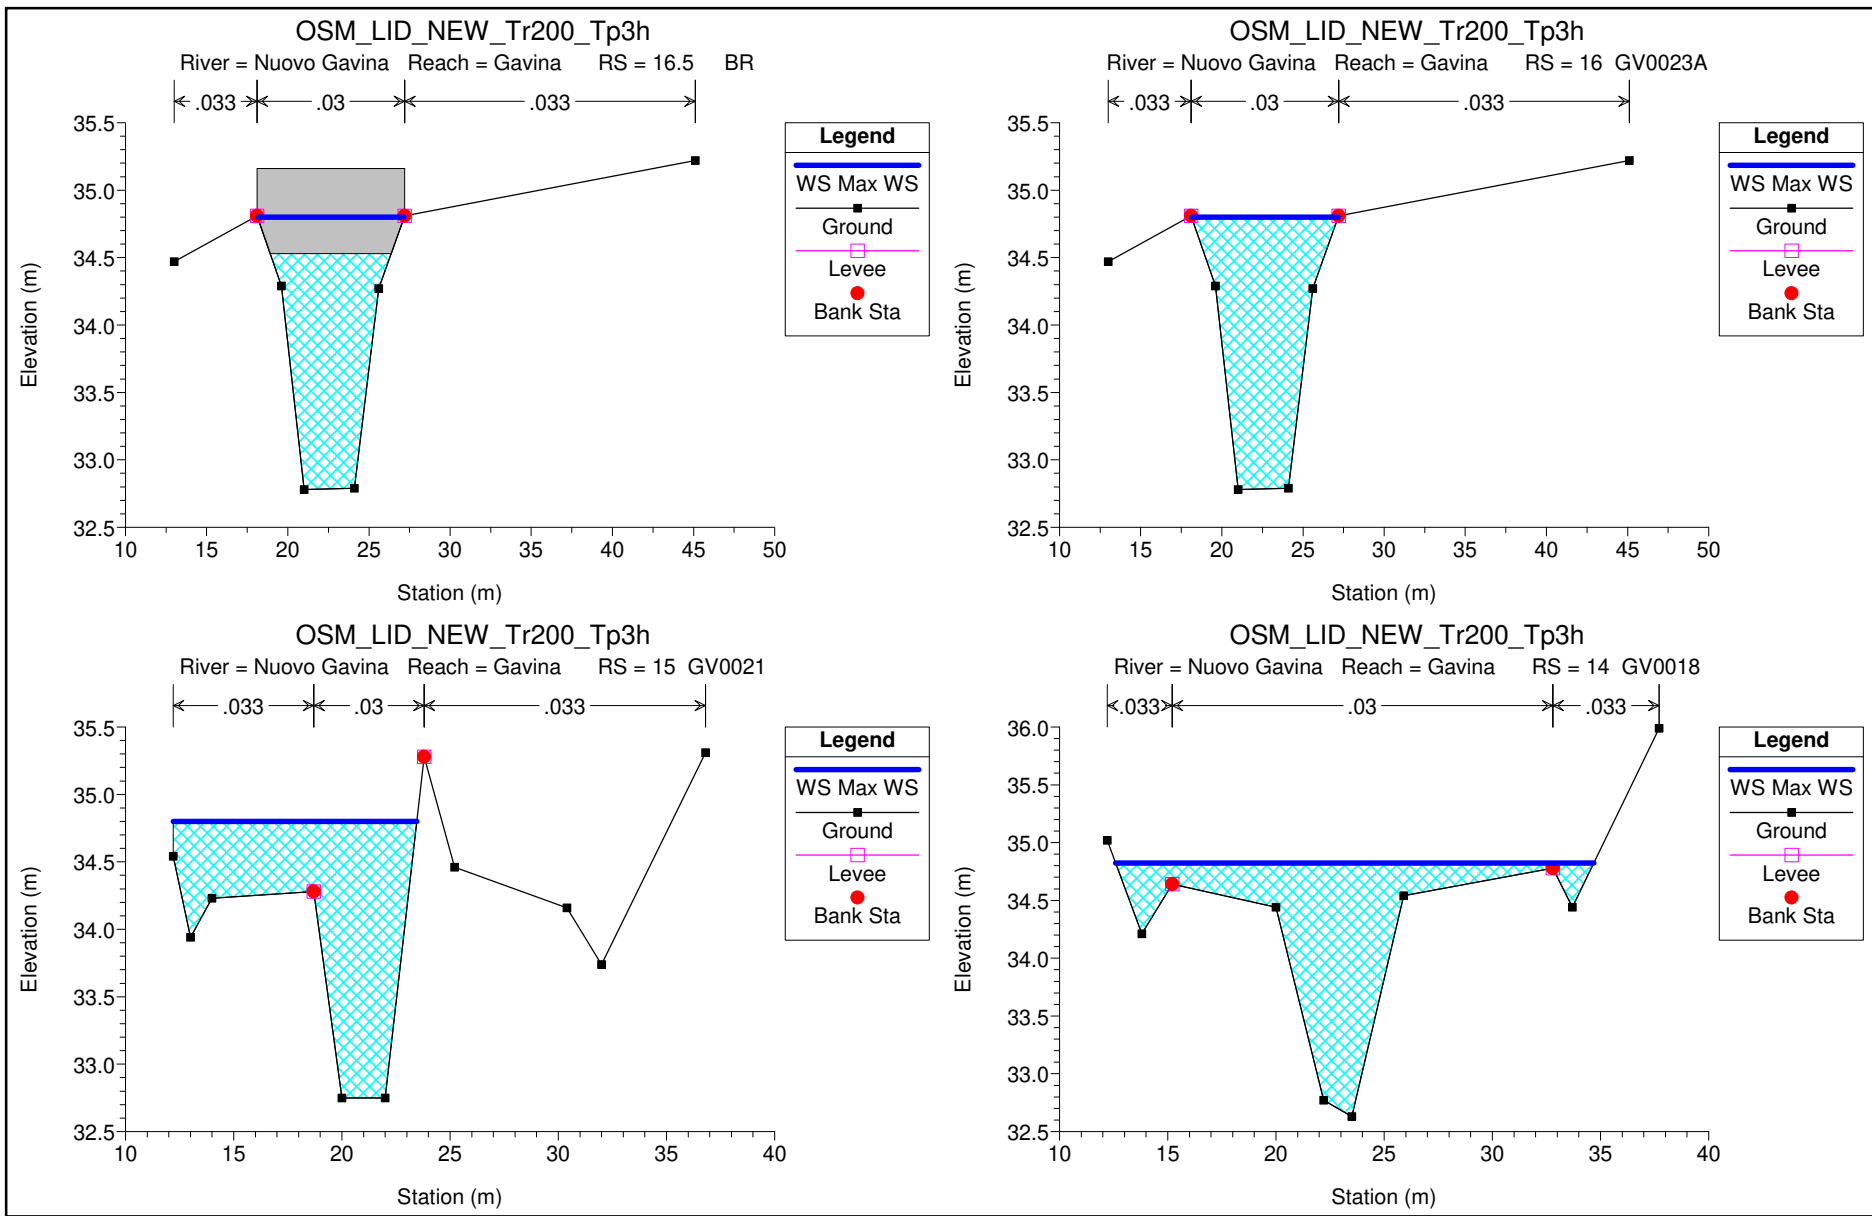 OSM_LID_NEW_Tr200_Tp3h
River = Nuovo Gavina Reach = Gavina RS = 16.5 BR
.033 .03 .033
35.5
35.0
34.5
34.0
33.5
33.0
32.5
Elevation (m)
10 15 20 25 30 35 40 45 50
Station (m)
Legend
WS Max WS
Ground
Levee
Bank Sta
OSM_LID_NEW_Tr200_Tp3h
River = Nuovo Gavina Reach = Gavina RS = 16 GV0023A
.033 .03 .033
35.5
35.0
34.5
34.0
33.5
33.0
32.5
Elevation (m)
10 15 20 25 30 35 40 45 50
Station (m)
Legend
WS Max WS
Ground
Levee
Bank Sta
OSM_LID_NEW_Tr200_Tp3h
River = Nuovo Gavina Reach = Gavina RS = 15 GV0021
.033 .03 .033
35.5
35.0
34.5
34.0
33.5
33.0
32.5
Elevation (m)
10 15 20 25 30 35 40
Station (m)
Legend
WS Max WS
Ground
Levee
Bank Sta
OSM_LID_NEW_Tr200_Tp3h
River = Nuovo Gavina Reach = Gavina RS = 14 GV0018
.033 .03 .033
36.0
35.5
35.0
34.5
34.0
33.5
33.0
32.5
Elevation (m)
10 15 20 25 30 35 40
Station (m)
Legend
WS Max WS
Ground
Levee
Bank Sta